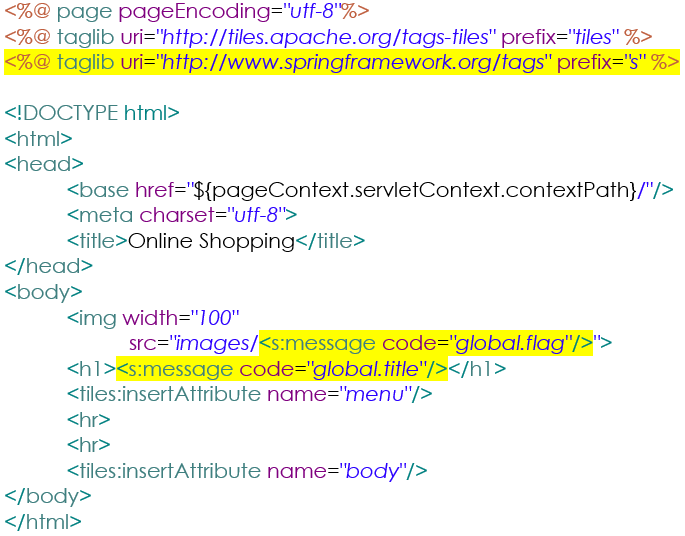 <%@ page pageEncoding="utf-8"%>
<%@ taglib uri="http://tiles.apache.org/tags-tiles" prefix="tiles" %>
<%@ taglib uri="http://www.springframework.org/tags" prefix="s" %>
<!DOCTYPE html>
<html>
<head>
<base href="${pageContext.servletContext.contextPath}/"/>
<meta charset="utf-8">
<title>Online Shopping</title>
</head>
<body>
<img width="100"
src="images/<s:message code="global.flag"/>">
<h1><s:message code="global.title"/></h1>
<tiles:insertAttribute name="menu"/>
<hr>
<hr>
<tiles:insertAttribute name="body"/>
</body>
</html>